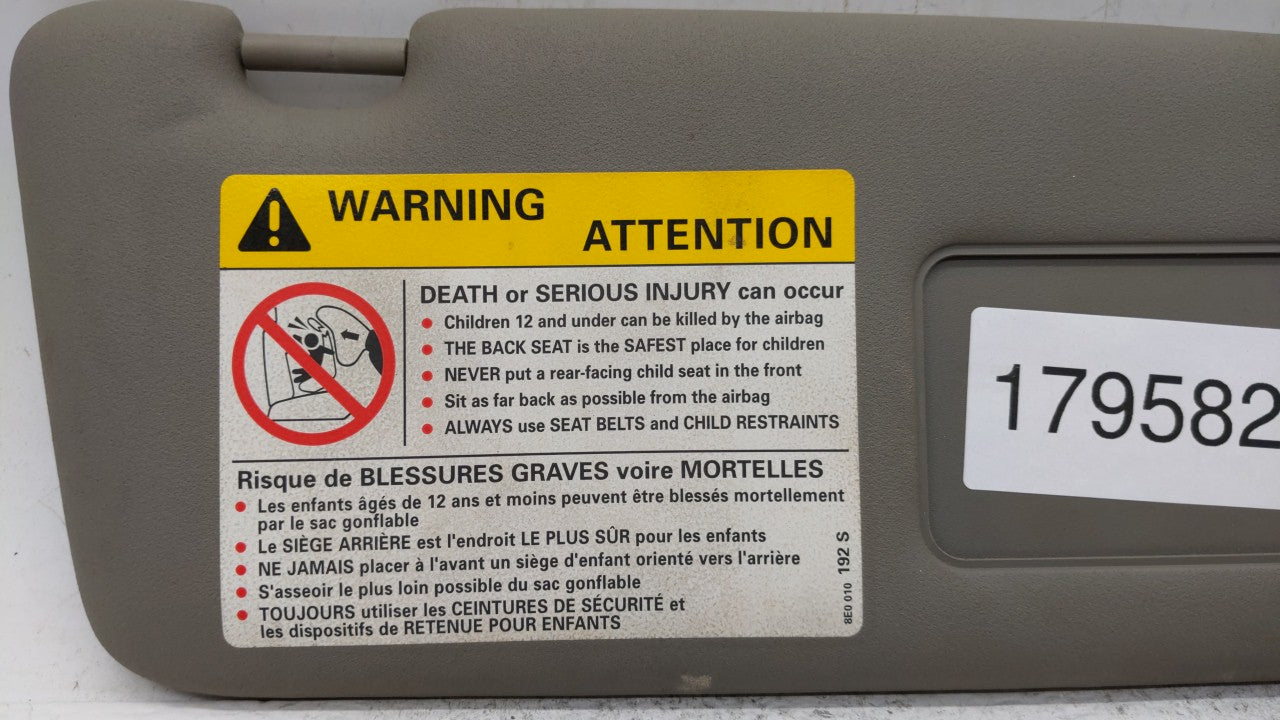 WARNING
ATTENTION
DEATH or SERIOUS INJURY can occur
Children 12 and under can be killed by the airbag
THE BACK SEAT is the SAFEST place for children
NEVER put a rear-facing child seat in the front
Sit as far back as possible from the airbag
ALWAYS use SEAT BELTS and CHILD RESTRAINTS
Risque de BLESSURES GRAVES voire MORTELLES
Les enfants âgés de 12 ans et moins peuvent être blessés mortellement
par le sac gonflable
Le SIÈGE ARRIÈRE est l'endroit LE PLUS SÛR pour les enfants
NE JAMAIS placer à l'avant un siège d'enfant orienté vers l'arrière
S'asseoir le plus loin possible du sac gonflable
TOUJOURS utiliser les CEINTURES DE SÉCURITÉ et
les dispositifs de RETENUE POUR ENFANTS
8E0 010 192 S
179582